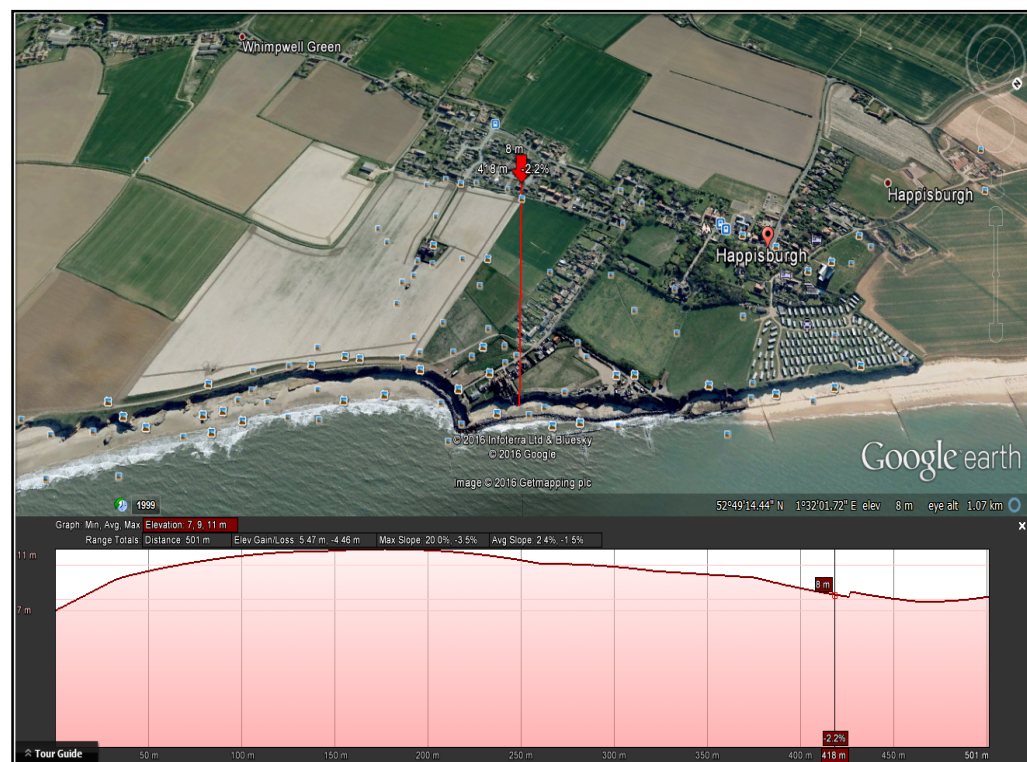 Whimpwell Green
8 m
418 m -2.2%
Happisburgh
Happisburgh
N
© 2016 Infoterra Ltd & Bluesky
© 2016 Google
Image © 2016 Getmapping plc
Google earth
1999
52°49'14.44" N 1°32'01.72" E elev 8 m eye alt 1.07 km
Graph: Min, Avg, Max Elevation: 7, 9, 11 m
Range Totals: Distance: 501 m Elev Gain/Loss: 5.47 m, -4.46 m Max Slope: 20.0%, -3.5% Avg Slope: 2.4%, -1.5%
x
11 m
8 m
7 m
-2.2%
Tour Guide
50 m 100 m 150 m 200 m 250 m 300 m 350 m 400 m 418 m 450 m 501 m